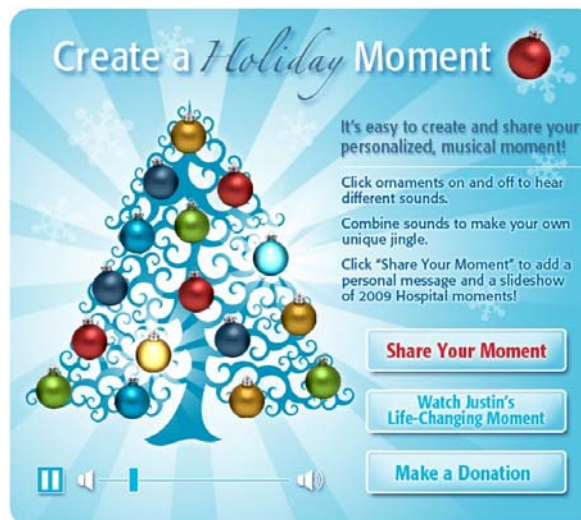 Create a Holiday Moment
It's easy to create and share your
personalized, musical moment!
Click ornaments on and off to hear
different sounds.
Combine sounds to make your own
unique jingle.
Click "Share Your Moment" to add a
personal message and a slideshow
of 2009 Hospital moments!
Share Your Moment
Watch Justin's
Life-Changing Moment
Make a Donation